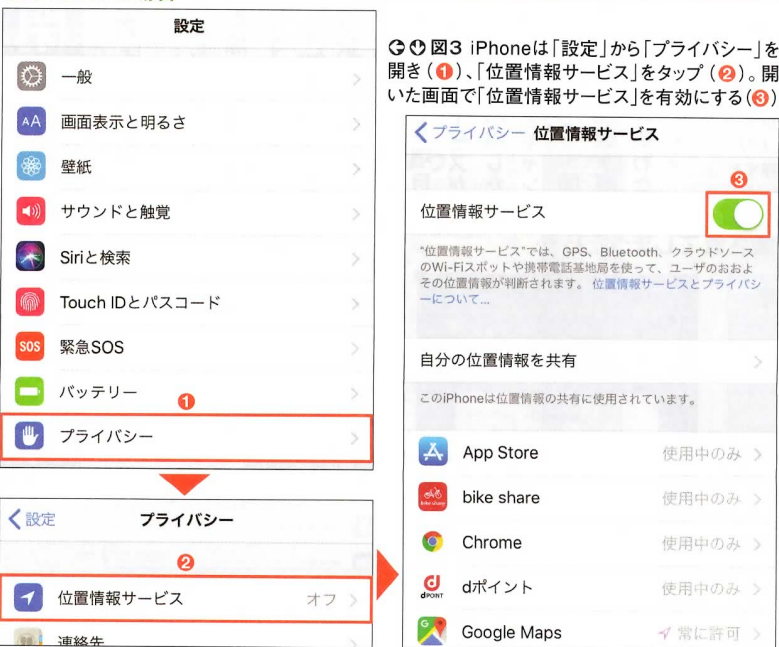 設定
一般
AA 画面表示と明るさ
壁紙
サウンドと触覚
Siriと検索
Touch IDとパスコード
SOS 緊急SOS
バッテリー
❶
プライバシー
設定 プライバシー
❷
位置情報サービス オフ
連絡先
図3 iPhoneは「設定」から「プライバシー」を
開き(❶)、「位置情報サービス」をタップ(❷)。開
いた画面で「位置情報サービス」を有効にする(❸)
プライバシー 位置情報サービス
❸
位置情報サービス
"位置情報サービス"では、GPS、Bluetooth、クラウドソース
のWi-Fiスポットや携帯電話基地局を使って、ユーザのおおよ
その位置情報が判断されます。位置情報サービスとプライバシ
ーについて...
自分の位置情報を共有
このiPhoneは位置情報の共有に使用されています。
App Store 使用中のみ
bike share bike share 使用中のみ
Chrome 使用中のみ
d POINT dポイント 使用中のみ
G Google Maps 常に許可